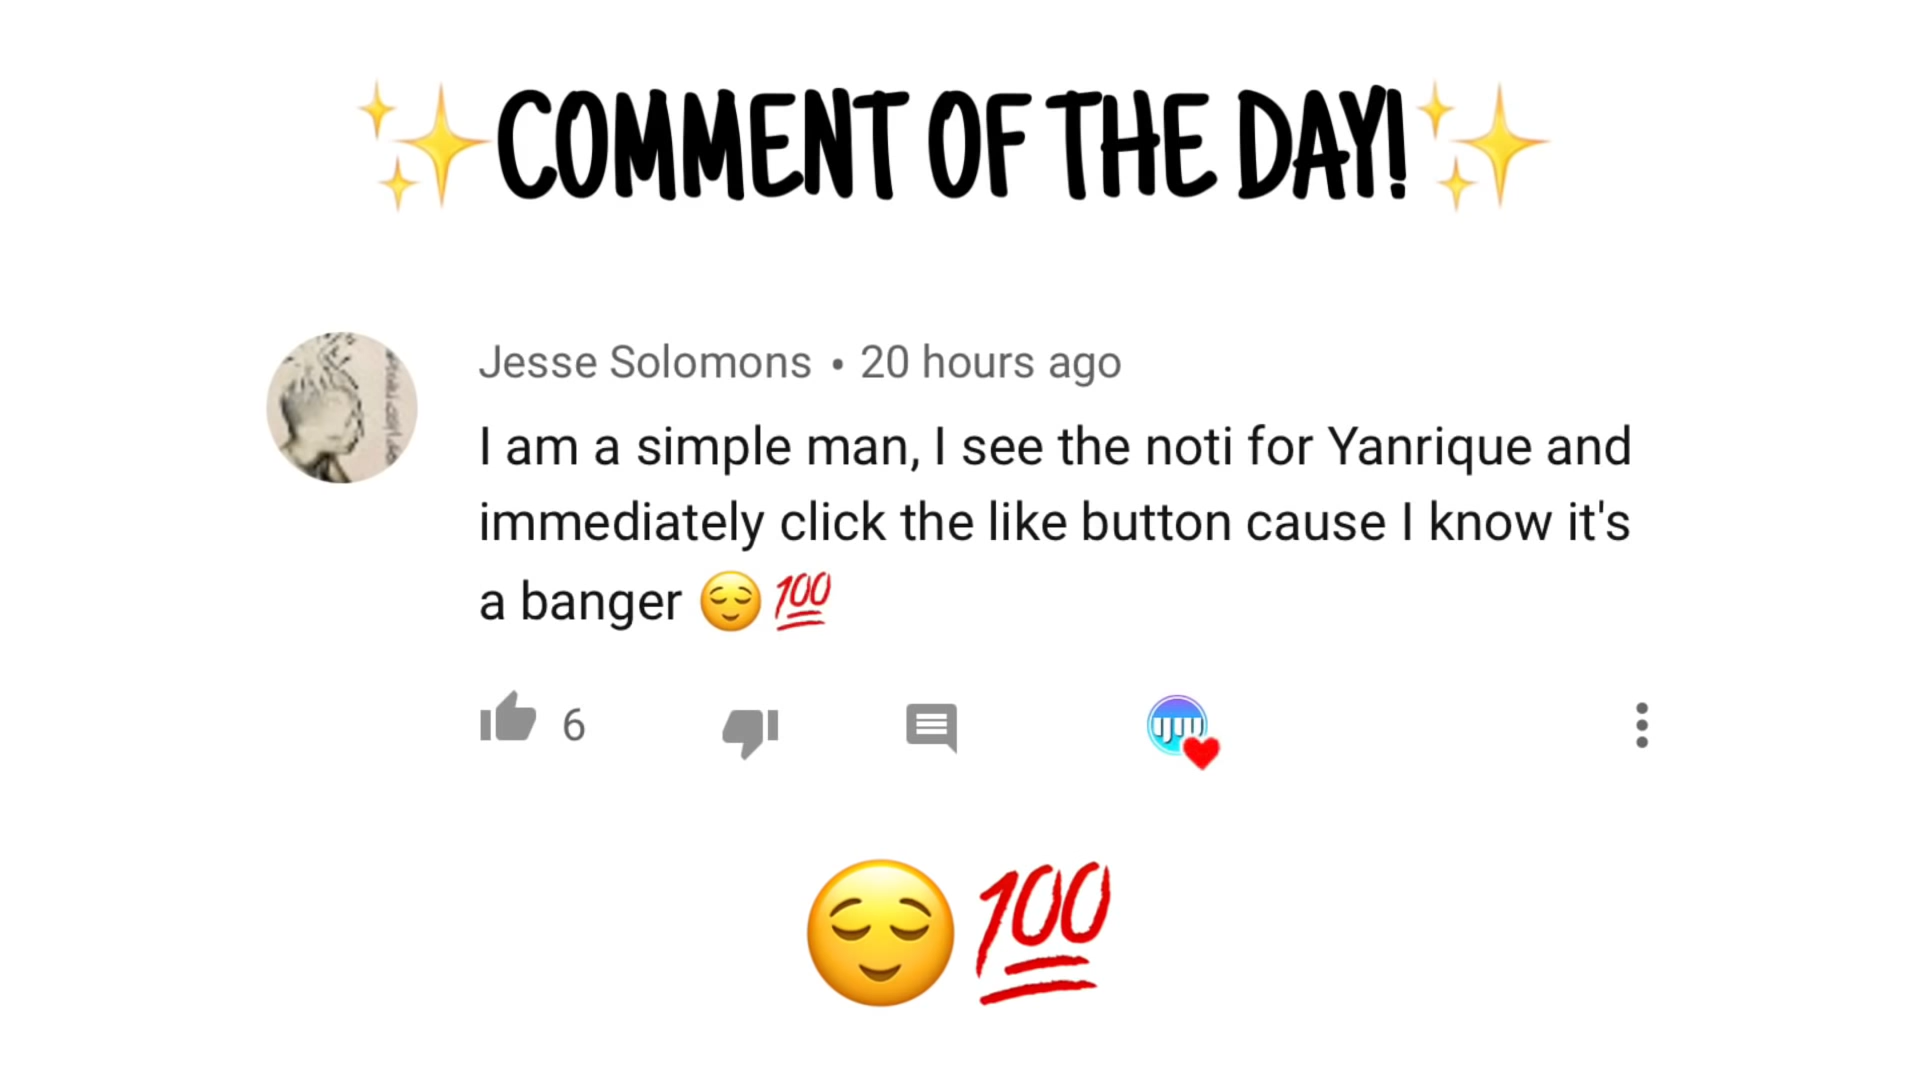 ✨COMMENT OF THE DAY!✨
Jesse Solomons • 20 hours ago
I am a simple man, I see the noti for Yanrique and
immediately click the like button cause I know it's
a banger 😌💯
6
😌💯